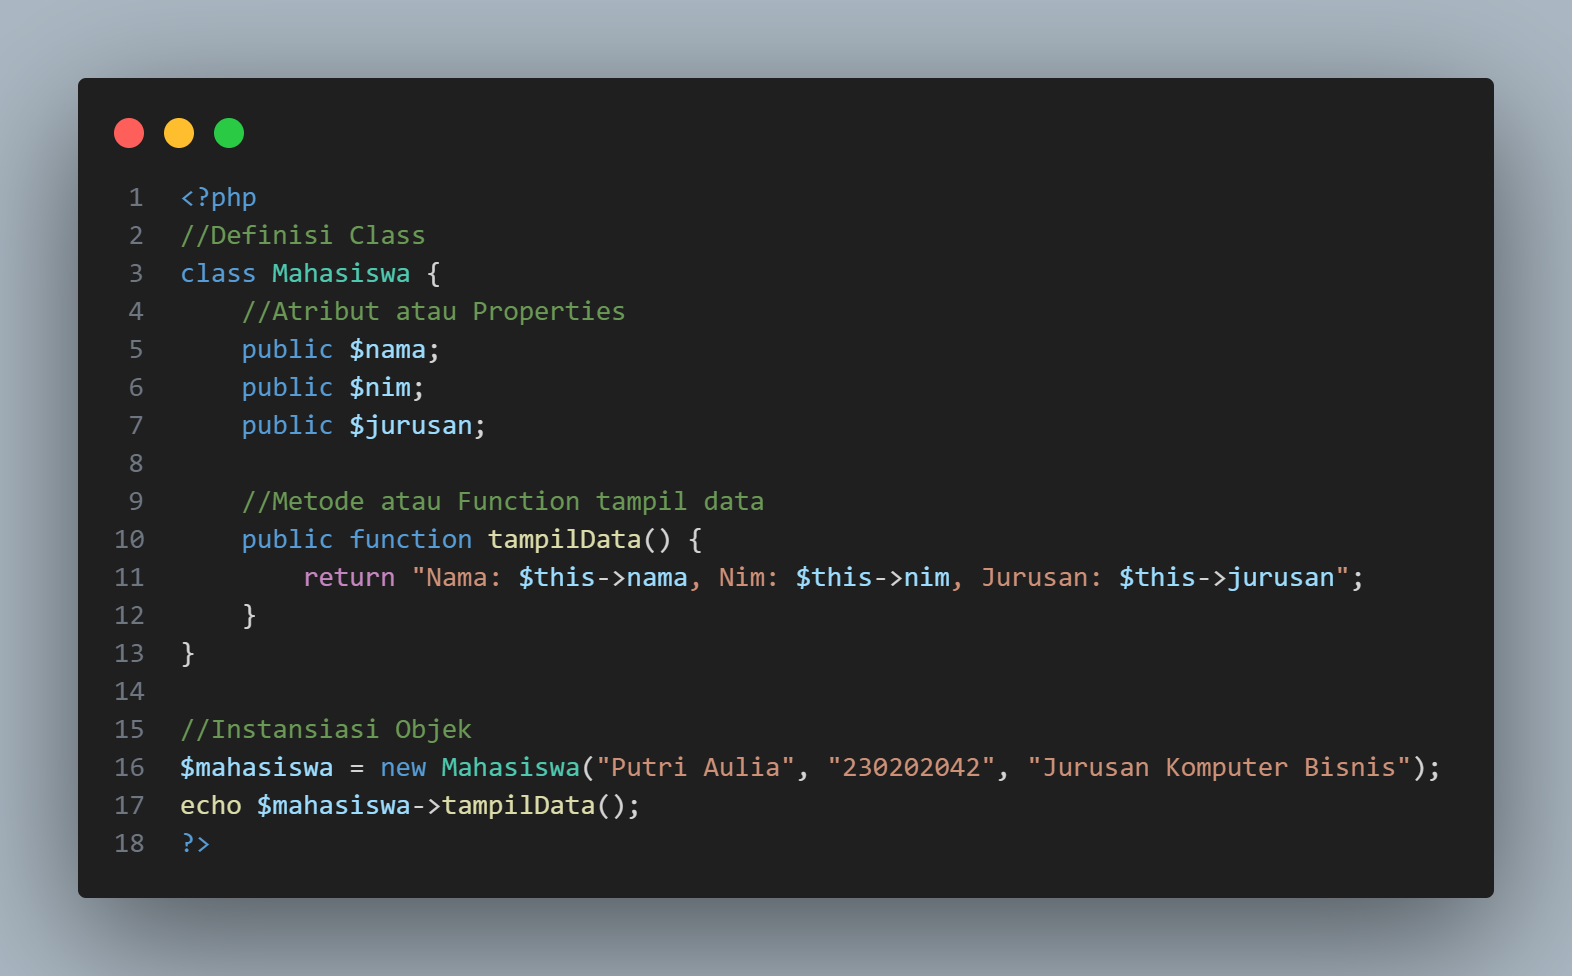 1 <?php
2 //Definisi Class
3 class Mahasiswa {
4     //Atribut atau Properties
5     public $nama;
6     public $nim;
7     public $jurusan;
8
9     //Metode atau Function tampil data
10     public function tampilData() {
11         return "Nama: $this->nama, Nim: $this->nim, Jurusan: $this->jurusan";
12     }
13 }
14
15 //Instansiasi Objek
16 $mahasiswa = new Mahasiswa("Putri Aulia", "230202042", "Jurusan Komputer Bisnis");
17 echo $mahasiswa->tampilData();
18 ?>